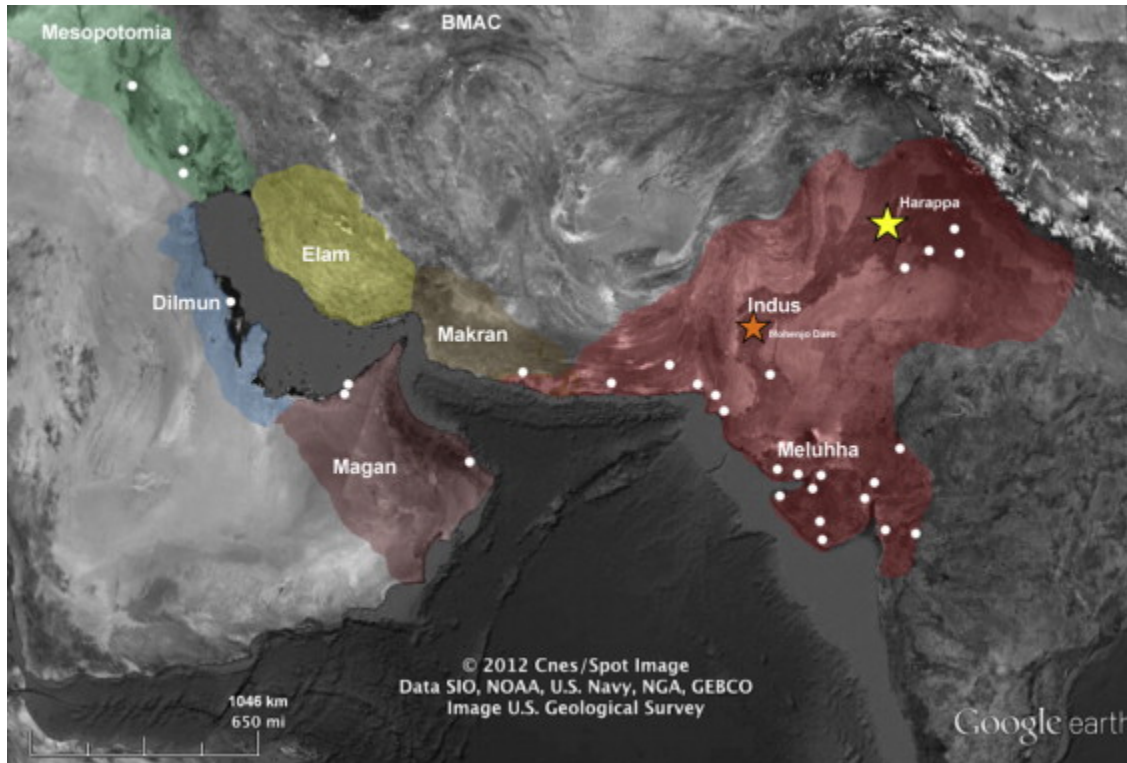 BMAC
Mesopotomia
Harappa
Elam
Dilmun
Indus
Mohenjo Daro
Makran
Meluhha
Magan
© 2012 Cnes/Spot Image
Data SIO, NOAA, U.S. Navy, NGA, GEBCO
Image U.S. Geological Survey
1046 km
650 mi
Google earth